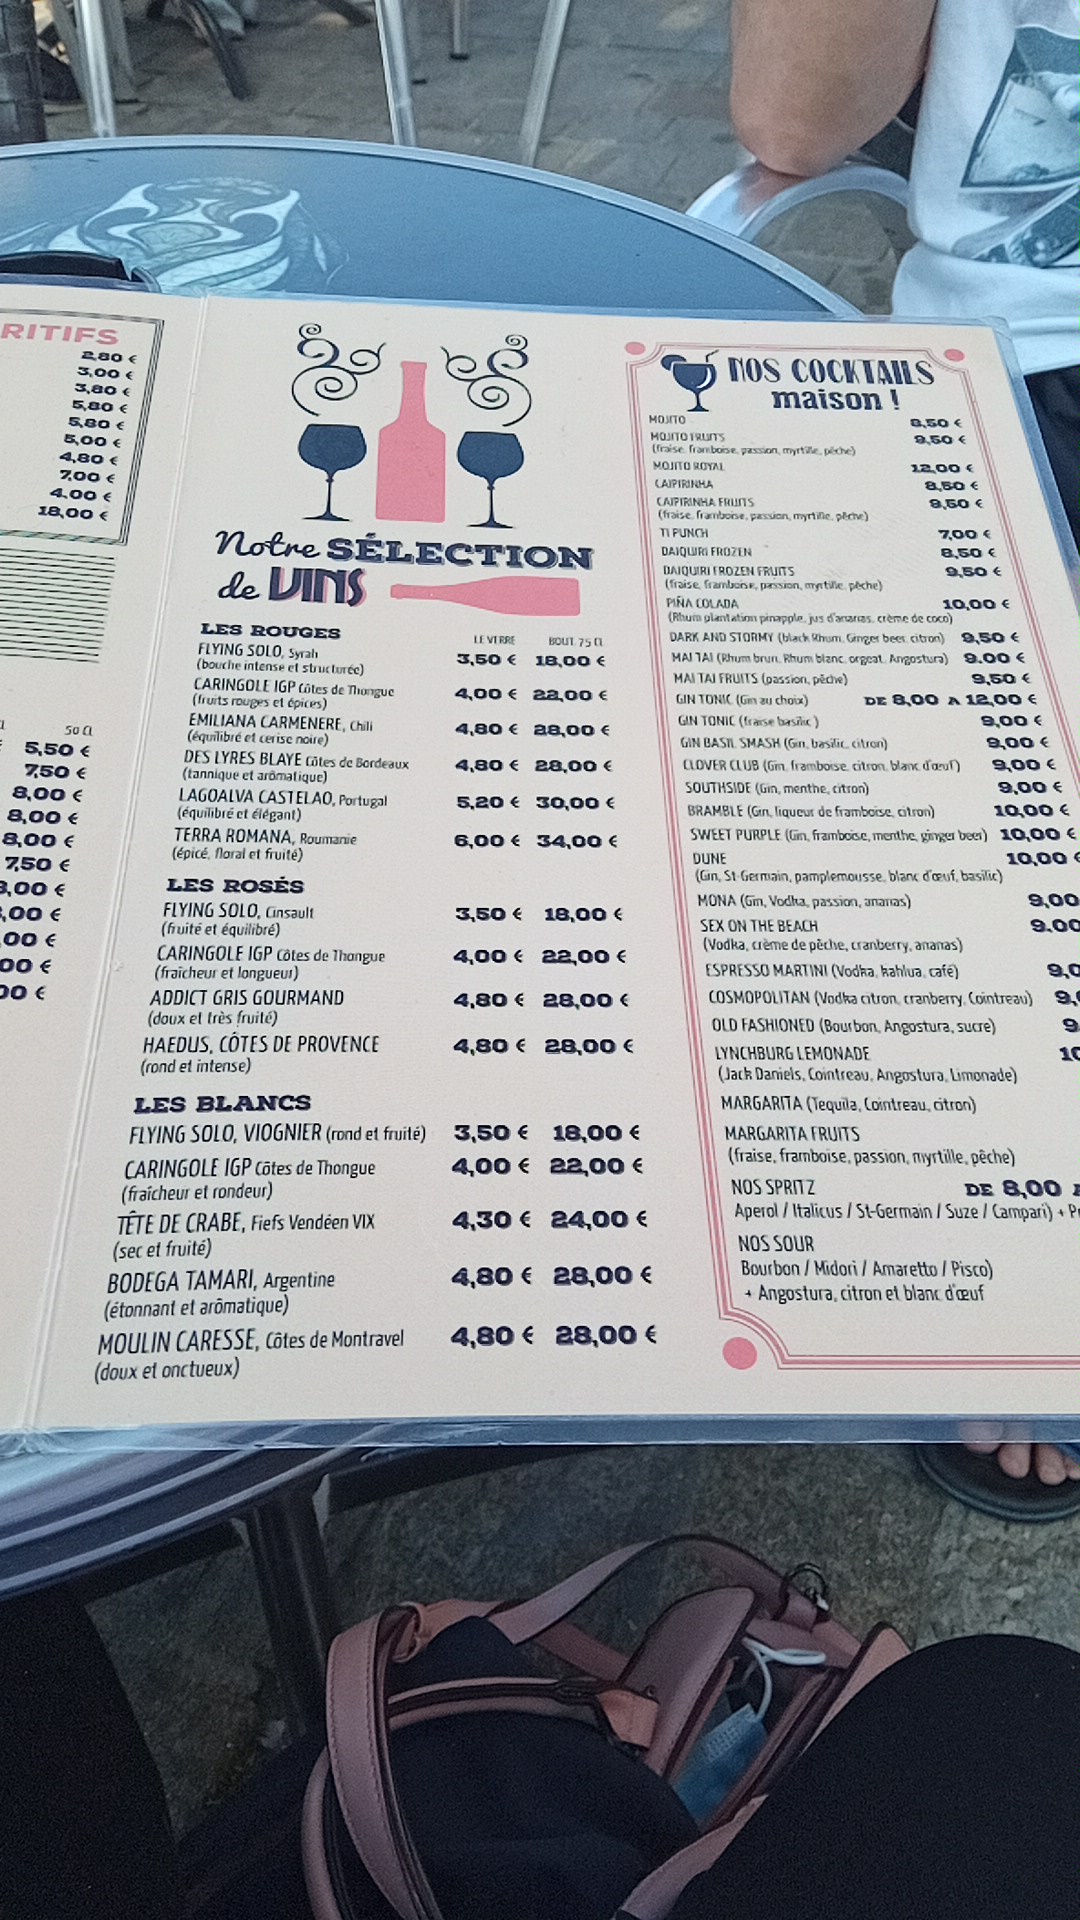 RITIFS
2,80 €
3,00 €
3,80 €
5,80 €
5,80 €
5,00 €
4,80 €
7,00 €
4,00 €
18,00 €
50 Cl
5,50 €
7,50 €
8,00 €
8,00 €
8,00 €
7,50 €
,00 €
,00 €
00 €
00 €
00 €
Notre SÉLECTION
de VINS
LE VERRE BOUT. 75 Cl
LES ROUGES
FLYING SOLO, Syrah 3,50 € 18,00 €
(bouche intense et structurée)
CARINGOLE IGP Côtes de Thongue 4,00 € 22,00 €
(fruits rouges et épices)
EMILIANA CARMENERE, Chili 4,80 € 28,00 €
(équilibré et cerise noire)
DES LYRES BLAYE Côtes de Bordeaux 4,80 € 28,00 €
(tannique et arômatique)
LAGOALVA CASTELAO, Portugal 5,20 € 30,00 €
(équilibré et élégant)
TERRA ROMANA, Roumanie 6,00 € 34,00 €
(épicé, floral et fruité)
LES ROSÉS
FLYING SOLO, Cinsault 3,50 € 18,00 €
(fruité et équilibré)
CARINGOLE IGP Côtes de Thongue 4,00 € 22,00 €
(fraîcheur et longueur)
ADDICT GRIS GOURMAND 4,80 € 28,00 €
(doux et très fruité)
HAEDUS, CÔTES DE PROVENCE 4,80 € 28,00 €
(rond et intense)
LES BLANCS
FLYING SOLO, VIOGNIER (rond et fruité) 3,50 € 18,00 €
CARINGOLE IGP Côtes de Thongue 4,00 € 22,00 €
(fraîcheur et rondeur)
TÊTE DE CRABE, Fiefs Vendéen VIX 4,30 € 24,00 €
(sec et fruité)
BODEGA TAMARI, Argentine 4,80 € 28,00 €
(étonnant et arômatique)
MOULIN CARESSE, Côtes de Montravel 4,80 € 28,00 €
(doux et onctueux)
NOS COCKTAILS
maison !
MOJITO 8,50 €
MOJITO FRUITS 9,50 €
(fraise, framboise, passion, myrtille, pêche)
MOJITO ROYAL 12,00 €
CAIPIRINHA 8,50 €
CAIPIRINHA FRUITS 9,50 €
(fraise, framboise, passion, myrtille, pêche)
TI PUNCH 7,00 €
DAIQUIRI FROZEN 8,50 €
DAIQUIRI FROZEN FRUITS 9,50 €
(fraise, framboise, passion, myrtille, pêche)
PIÑA COLADA 10,00 €
(Rhum plantation pinapple, jus d'ananas, crème de coco)
DARK AND STORMY (black Rhum, Ginger beer, citron) 9,50 €
MAI TAI (Rhum brun, Rhum blanc, orgeat, Angostura) 9,00 €
MAI TAI FRUITS (passion, pêche) 9,50 €
GIN TONIC (Gin au choix) DE 8,00 A 12,00 €
GIN TONIC (fraise basilic ) 9,00 €
GIN BASIL SMASH (Gin, basilic, citron) 9,00 €
CLOVER CLUB (Gin, framboise, citron, blanc d'œuf) 9,00 €
SOUTHSIDE (Gin, menthe, citron) 9,00 €
BRAMBLE (Gin, liqueur de framboise, citron) 10,00 €
SWEET PURPLE (Gin, framboise, menthe, ginger beer) 10,00 €
DUNE 10,00 €
(Gin, St-Germain, pamplemousse, blanc d'œuf, basilic)
MONA (Gin, Vodka, passion, ananas) 9,00
SEX ON THE BEACH 9,00
(Vodka, crème de pêche, cranberry, ananas)
ESPRESSO MARTINI (Vodka, kahlua, café) 9,0
COSMOPOLITAN (Vodka citron, cranberry, Cointreau) 9,
OLD FASHIONED (Bourbon, Angostura, sucre) 9
LYNCHBURG LEMONADE 10
(Jack Daniels, Cointreau, Angostura, Limonade)
MARGARITA (Tequila, Cointreau, citron)
MARGARITA FRUITS
(fraise, framboise, passion, myrtille, pêche)
NOS SPRITZ DE 8,00
Aperol / Italicus / St-Germain / Suze / Campari) + P
NOS SOUR
Bourbon / Midori / Amaretto / Pisco)
+ Angostura, citron et blanc d'œuf